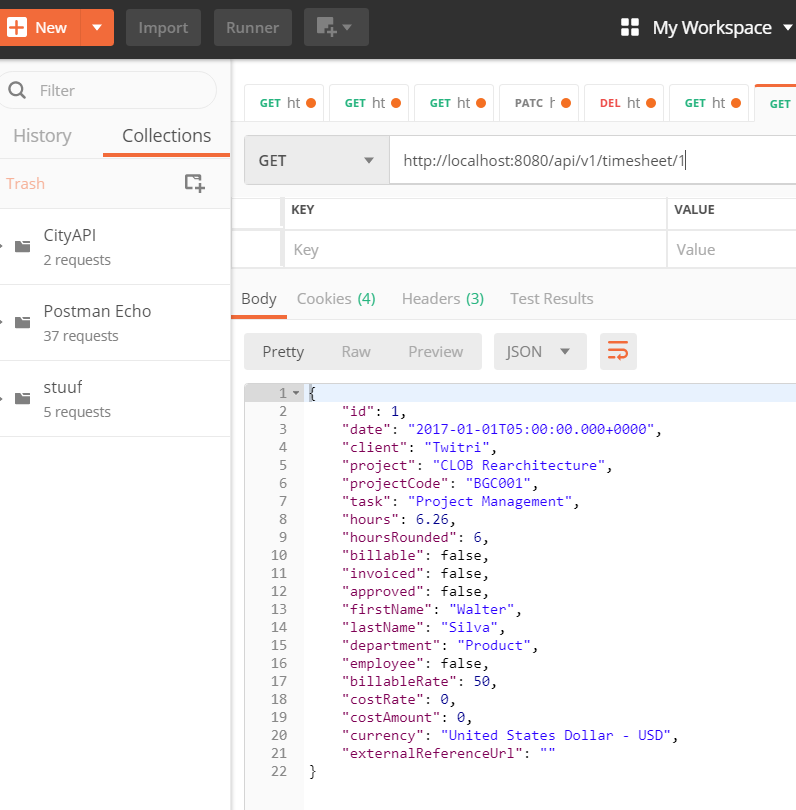 New Import Runner My Workspace
Filter
GET ht GET ht GET ht PATC h DEL ht GET ht GET
History Collections
GET http://localhost:8080/api/v1/timesheet/1
Trash
KEY VALUE
Key Value
CityAPI
2 requests
Postman Echo
37 requests
stuuf
5 requests
Body Cookies (4) Headers (3) Test Results
Pretty Raw Preview JSON
1 {
2 "id": 1,
3 "date": "2017-01-01T05:00:00.000+0000",
4 "client": "Twitri",
5 "project": "CLOB Rearchitecture",
6 "projectCode": "BGC001",
7 "task": "Project Management",
8 "hours": 6.26,
9 "hoursRounded": 6,
10 "billable": false,
11 "invoiced": false,
12 "approved": false,
13 "firstName": "Walter",
14 "lastName": "Silva",
15 "department": "Product",
16 "employee": false,
17 "billableRate": 50,
18 "costRate": 0,
19 "costAmount": 0,
20 "currency": "United States Dollar - USD",
21 "externalReferenceUrl": ""
22 }